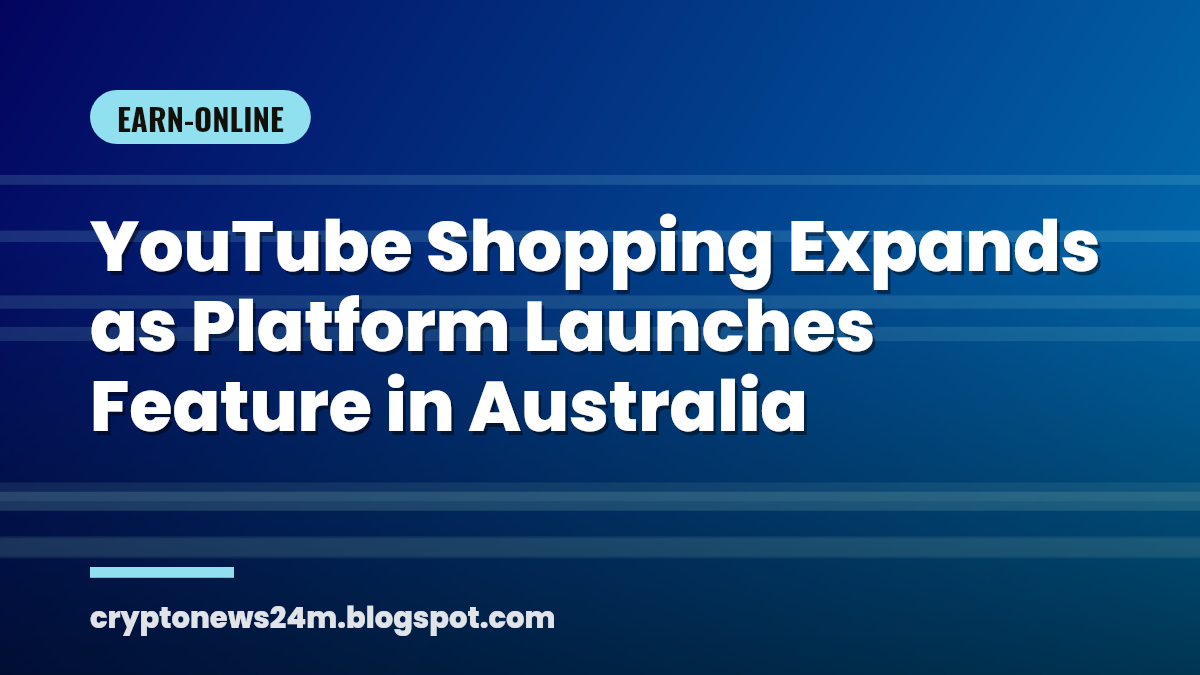 EARN-ONLINE
YouTube Shopping Expands
as Platform Launches
Feature in Australia
cryptonews24m.blogspot.com